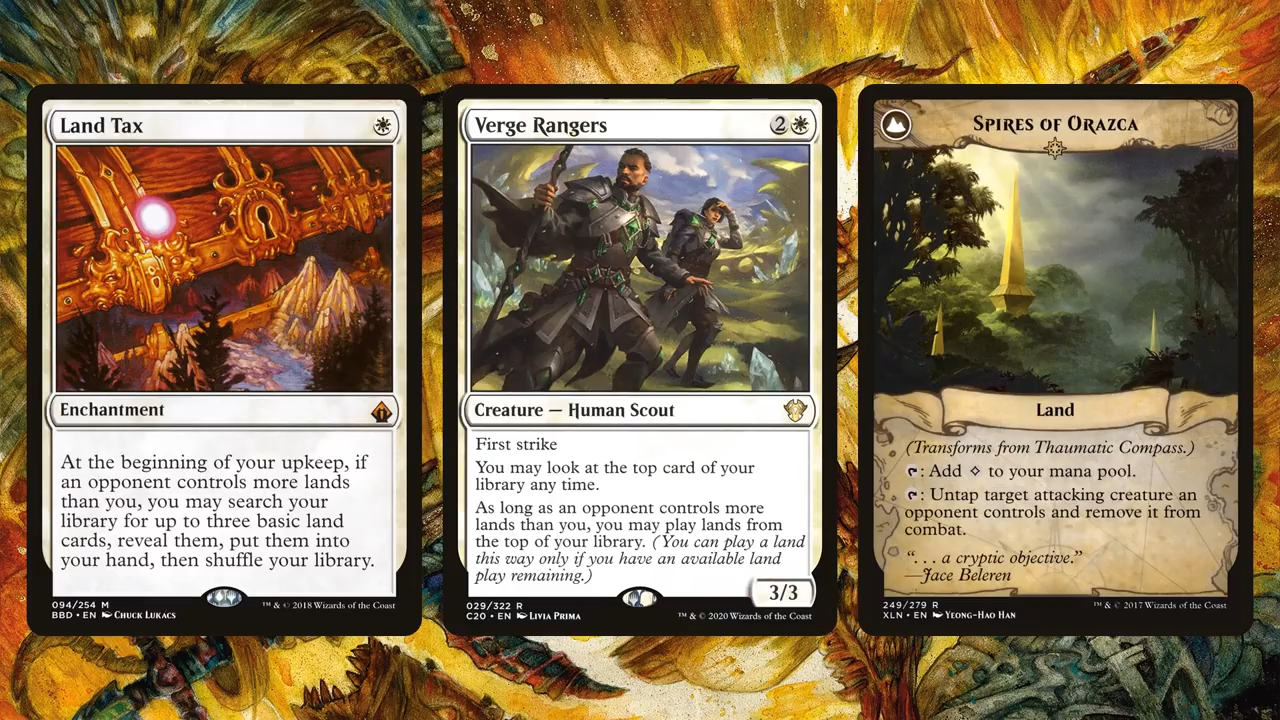 Land Tax
Enchantment
At the beginning of your upkeep, if
an opponent controls more lands
than you, you may search your
library for up to three basic land
cards, reveal them, put them into
your hand, then shuffle your library.
094/254 M
BBD • EN Chuck Lukacs
™ & © 2018 Wizards of the Coast
Verge Rangers
2
Creature — Human Scout
First strike
You may look at the top card of your
library any time.
As long as an opponent controls more
lands than you, you may play lands from
the top of your library. (You can play a land
this way only if you have an available land
play remaining.)
3/3
029/322 R
C20 • EN Livia Prima
™ & © 2020 Wizards of the Coast
Spires of Orazca
Land
(Transforms from Thaumatic Compass.)
: Add to your mana pool.
: Untap target attacking creature an
opponent controls and remove it from
combat.
“. . . a cryptic objective.”
—Jace Beleren
249/279 R
XLN • EN Yeong-Hao Han
™ & © 2017 Wizards of the Coast